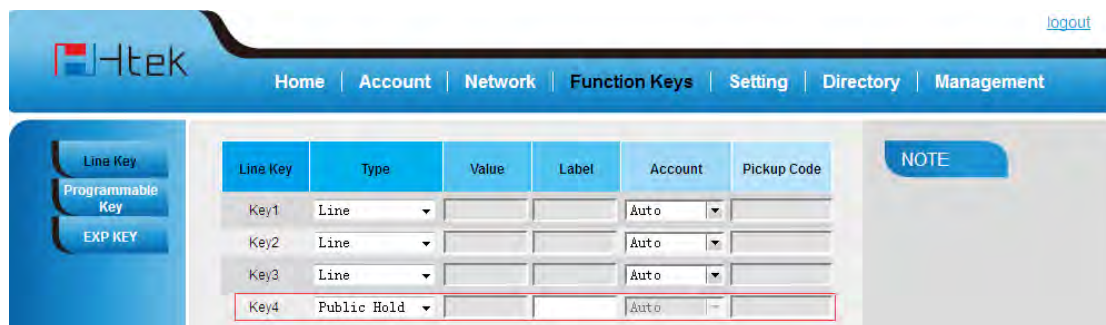 logout
Htek
Home | Account | Network | Function Keys | Setting | Directory | Management
Line Key
Programmable Key
EXP KEY
Line Key Type Value Label Account Pickup Code
Key1 Line Auto
Key2 Line Auto
Key3 Line Auto
Key4 Public Hold Auto
NOTE